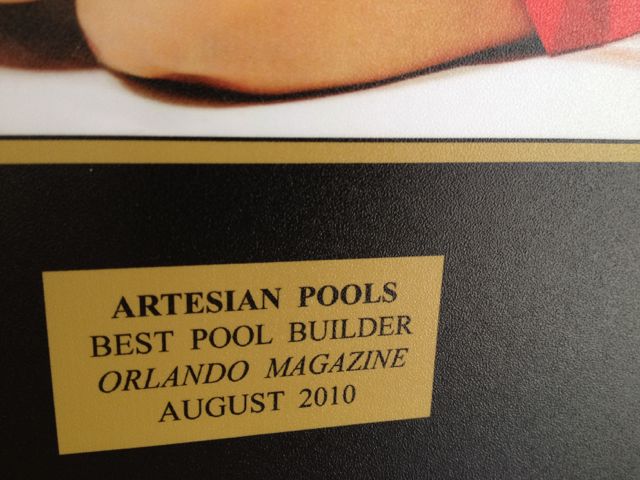 ARTESIAN POOLS
BEST POOL BUILDER
ORLANDO MAGAZINE
AUGUST 2010